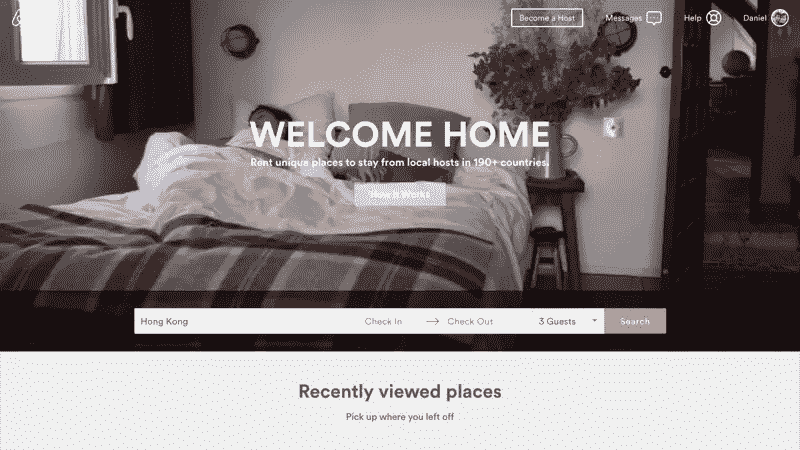 Become a Host Messages Help Daniel
WELCOME HOME
Rent unique places to stay from local hosts in 190+ countries.
How It Works
Hong Kong Check In → Check Out 3 Guests Search
Recently viewed places
Pick up where you left off